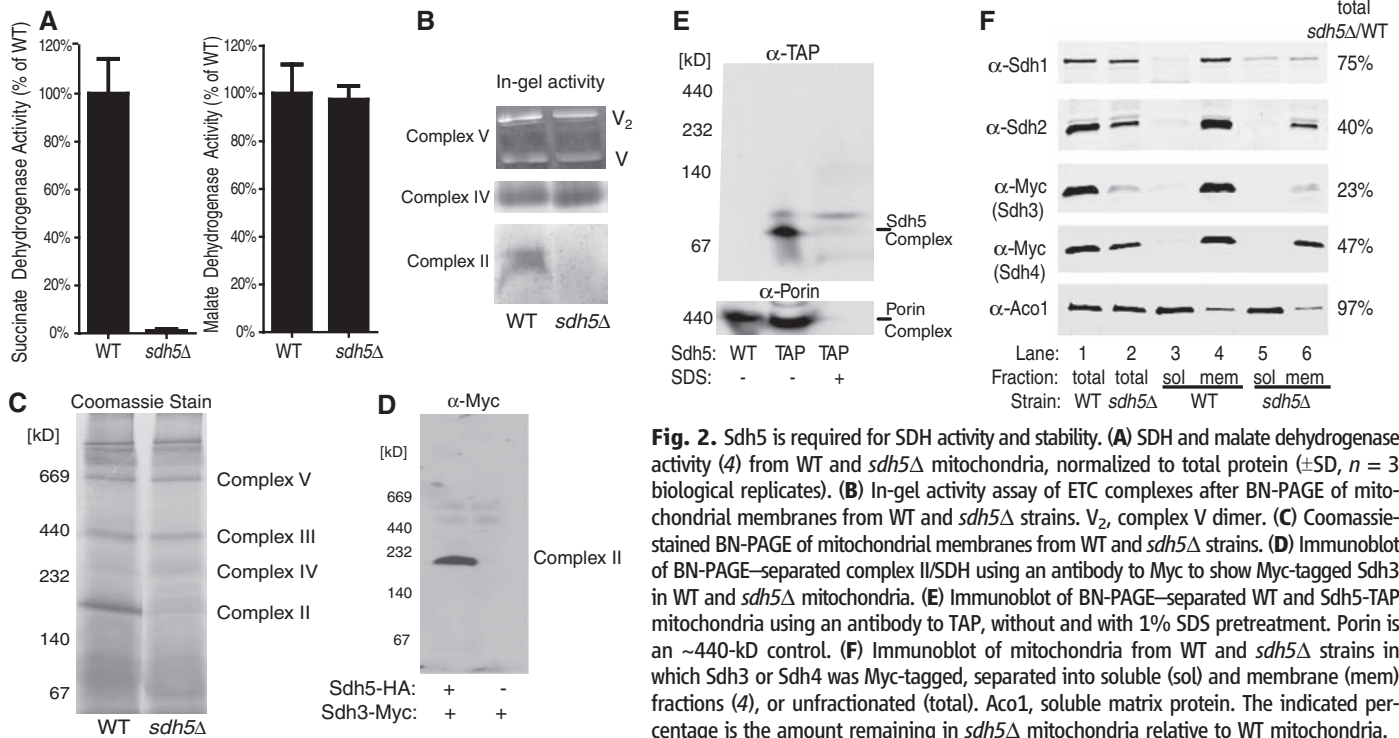 A
Succinate Dehydrogenase Activity (% of WT)
120%
100%
80%
60%
40%
20%
0%
WT
sdh5Δ
Malate Dehydrogenase Activity (% of WT)
120%
100%
80%
60%
40%
20%
0%
WT
sdh5Δ
B
In-gel activity
Complex V
V2
V
Complex IV
Complex II
WT sdh5Δ
C
Coomassie Stain
[kD]
669
440
232
140
67
Complex V
Complex III
Complex IV
Complex II
WT sdh5Δ
D
α-Myc
[kD]
669
440
232
140
67
Complex II
Sdh5-HA: + -
Sdh3-Myc: + +
E
α-TAP
[kD]
440
232
140
67
Sdh5
Complex
α-Porin
440
Porin
Complex
Sdh5: WT TAP TAP
SDS: - - +
F
total
sdh5Δ/WT
α-Sdh1 75%
α-Sdh2 40%
α-Myc
(Sdh3)
23%
α-Myc
(Sdh4)
47%
α-Aco1 97%
Lane: 1 2 3 4 5 6
Fraction: total total sol mem sol mem
Strain: WT sdh5Δ WT sdh5Δ
Fig. 2. Sdh5 is required for SDH activity and stability. (A) SDH and malate dehydrogenase
activity (4) from WT and sdh5Δ mitochondria, normalized to total protein (±SD, n = 3
biological replicates). (B) In-gel activity assay of ETC complexes after BN-PAGE of mito-
chondrial membranes from WT and sdh5Δ strains. V2, complex V dimer. (C) Coomassie-
stained BN-PAGE of mitochondrial membranes from WT and sdh5Δ strains. (D) Immunoblot
of BN-PAGE–separated complex II/SDH using an antibody to Myc to show Myc-tagged Sdh3
in WT and sdh5Δ mitochondria. (E) Immunoblot of BN-PAGE–separated WT and Sdh5-TAP
mitochondria using an antibody to TAP, without and with 1% SDS pretreatment. Porin is
an ~440-kD control. (F) Immunoblot of mitochondria from WT and sdh5Δ strains in
which Sdh3 or Sdh4 was Myc-tagged, separated into soluble (sol) and membrane (mem)
fractions (4), or unfractionated (total). Aco1, soluble matrix protein. The indicated per-
centage is the amount remaining in sdh5Δ mitochondria relative to WT mitochondria.